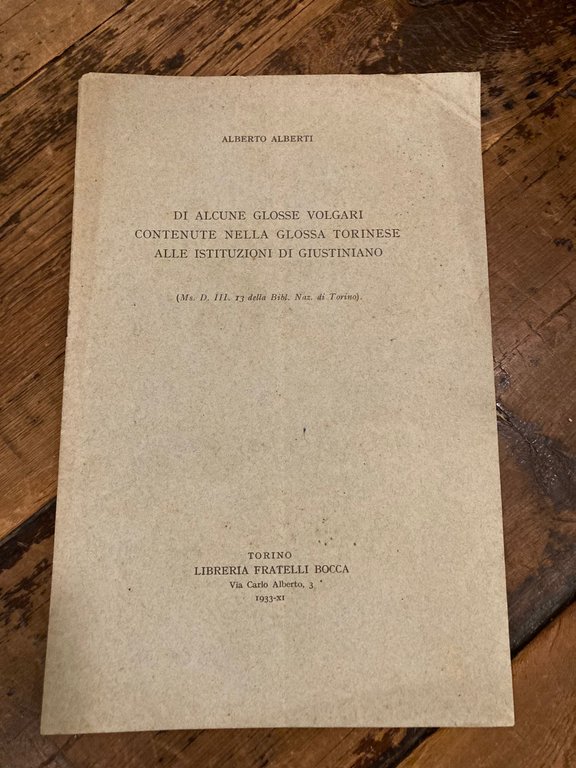 ALBERTO ALBERTI
DI ALCUNE GLOSSE VOLGARI
CONTENUTE NELLA GLOSSA TORINESE
ALLE ISTITUZIONI DI GIUSTINIANO
(Ms. D. III. 13 della Bibl. Naz. di Torino).
TORINO
LIBRERIA FRATELLI BOCCA
Via Carlo Alberto, 3
1933-XI